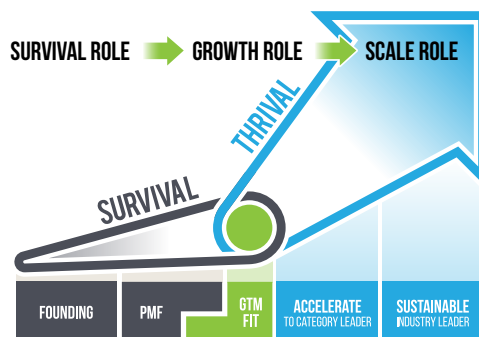 SURVIVAL ROLE GROWTH ROLE SCALE ROLE
THRIVAL
SURVIVAL
FOUNDING
PMF
GTM
FIT
ACCELERATE
TO CATEGORY LEADER
SUSTAINABLE
INDUSTRY LEADER